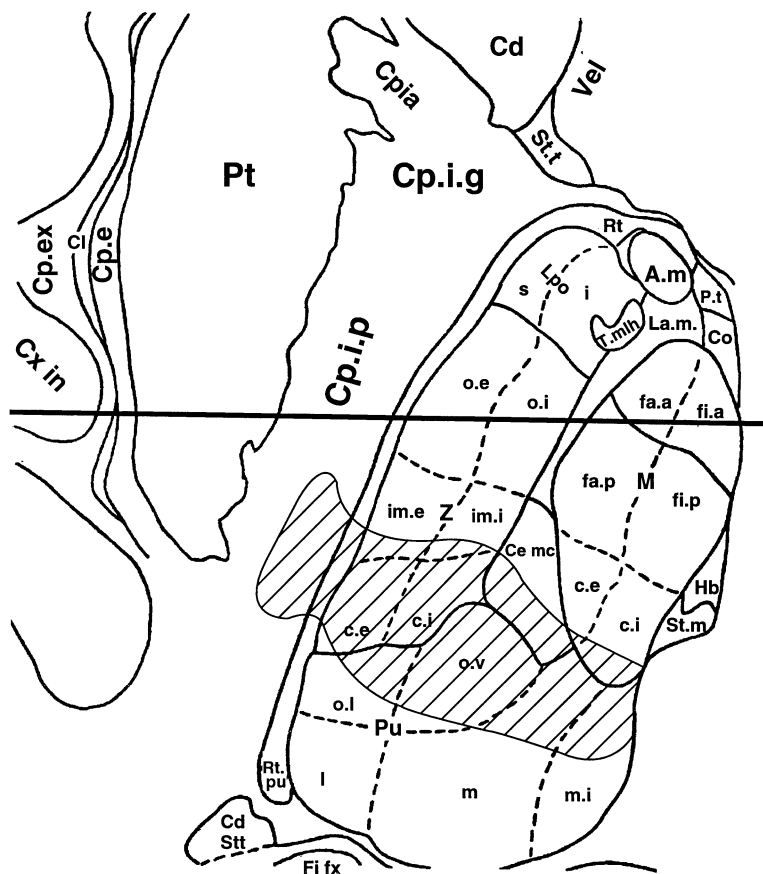 Cd
Vel
Cpia
St.t
Pt
Cp.i.g
Rt
Cp.ex
Cl
Cp.e
Lpo
A.m
s
i
P.t
T.mlh
La.m.
Co
Cx in
Cp.i.p
o.e
o.i
fa.a
fi.a
fa.p
M
fi.p
im.e
Z
im.i
Ce mc
c.e
Hb
c.e
c.i
c.i
St.m
o.v
o.l
Pu
Rt.
pu
l
m
m.i
Cd
Stt
Fi fx